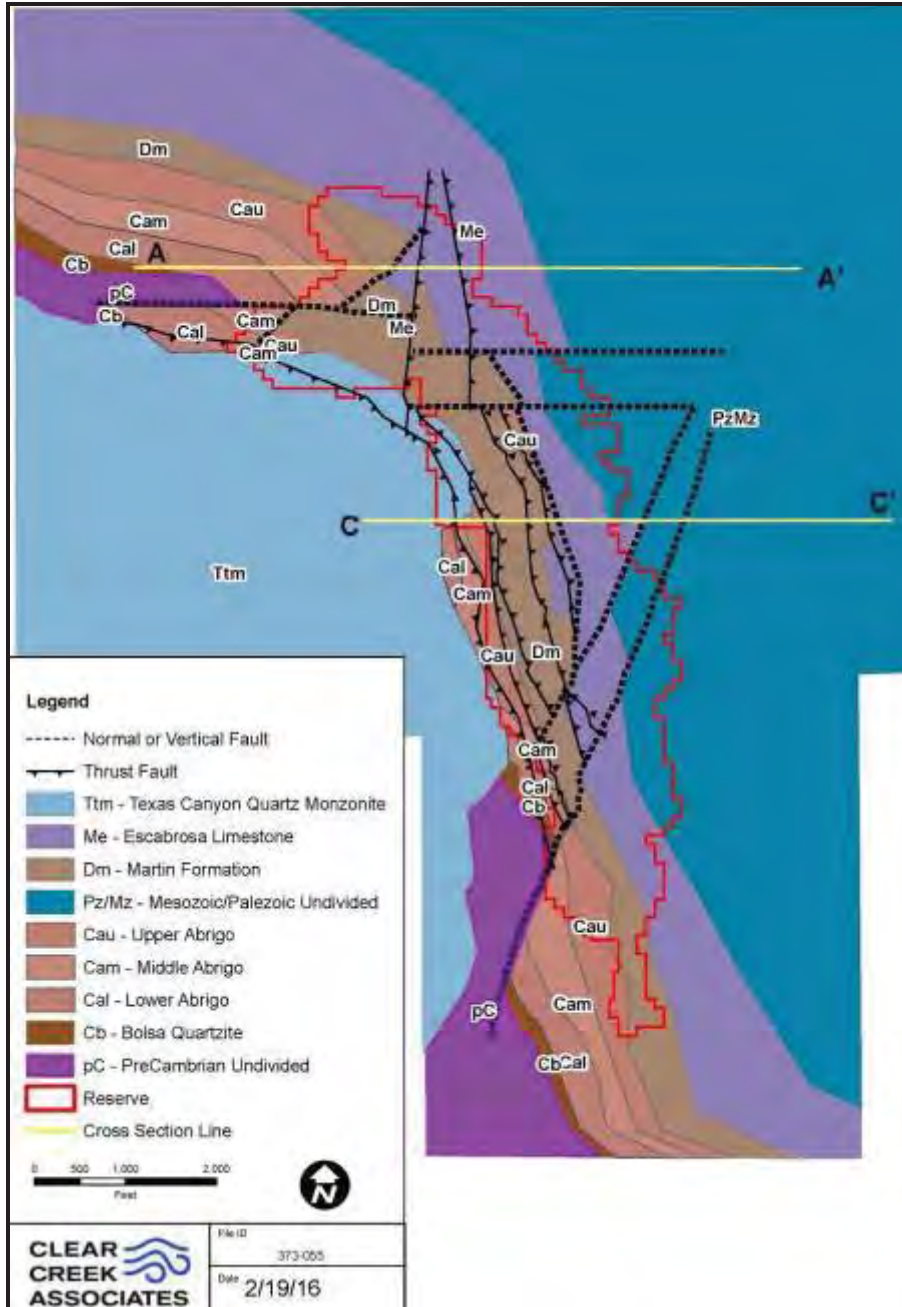 Dm
Cau
Cam
Cal
A
Cb
Me
A'
pC
Dm
Cb
Cal
Cam
Me
Cau
Cam
PzMz
Cau
C
C'
Ttm
Cal
Cam
Cau
Dm
Cam
Cal
Cb
Cau
Cam
pC
CbCal
Legend
Normal or Vertical Fault
Thrust Fault
Ttm - Texas Canyon Quartz Monzonite
Me - Escabrosa Limestone
Dm - Martin Formation
Pz/Mz - Mesozoic/Palezoic Undivided
Cau - Upper Abrigo
Cam - Middle Abrigo
Cal - Lower Abrigo
Cb - Bolsa Quartzite
pC - PreCambrian Undivided
Reserve
Cross Section Line
0 500 1,000 2,000
Feet
N
CLEAR
CREEK
ASSOCIATES
File ID
373-055
Date 2/19/16